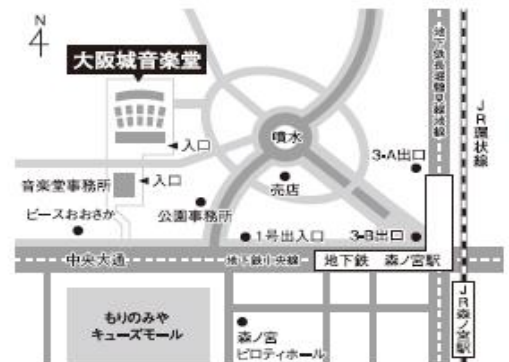 N
4
大阪城音楽堂
地下鉄長堀鶴見緑地線
JR環状線
入口
噴水
3-A出口
音楽堂事務所
入口
売店
ピースおおさか
公園事務所
1号出入口
3-B出口
中央大通
地下鉄中央線
地下鉄 森ノ宮駅
もりのみや
キューズモール
JR森ノ宮駅
森ノ宮
ピロティホール